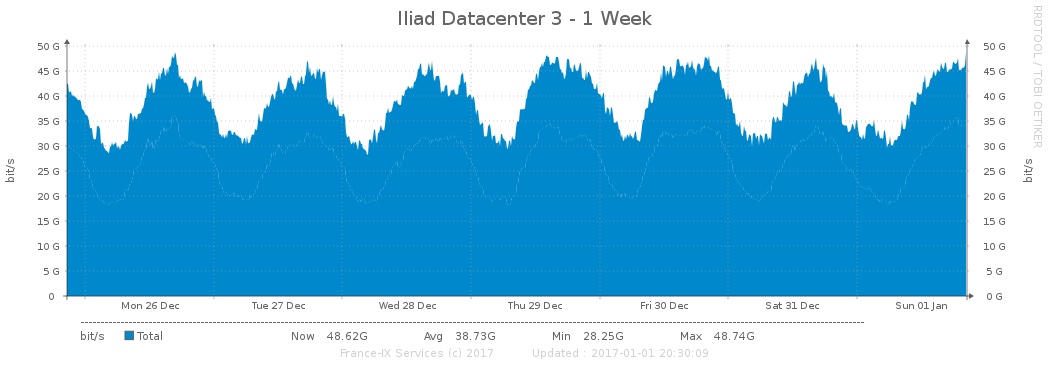 Iliad Datacenter 3 - 1 Week
RRDTOOL / TOBI OETIKER
50 G 50 G
45 G 45 G
40 G 40 G
35 G 35 G
30 G 30 G
25 G 25 G
20 G 20 G
15 G 15 G
10 G 10 G
5 G 5 G
0 0 G
bit/s bit/s
Mon 26 Dec Tue 27 Dec Wed 28 Dec Thu 29 Dec Fri 30 Dec Sat 31 Dec Sun 01 Jan
bit/s Total Now 48.62G Avg 38.73G Min 28.25G Max 48.74G
France-IX Services (c) 2017 Updated : 2017-01-01 20:30:09